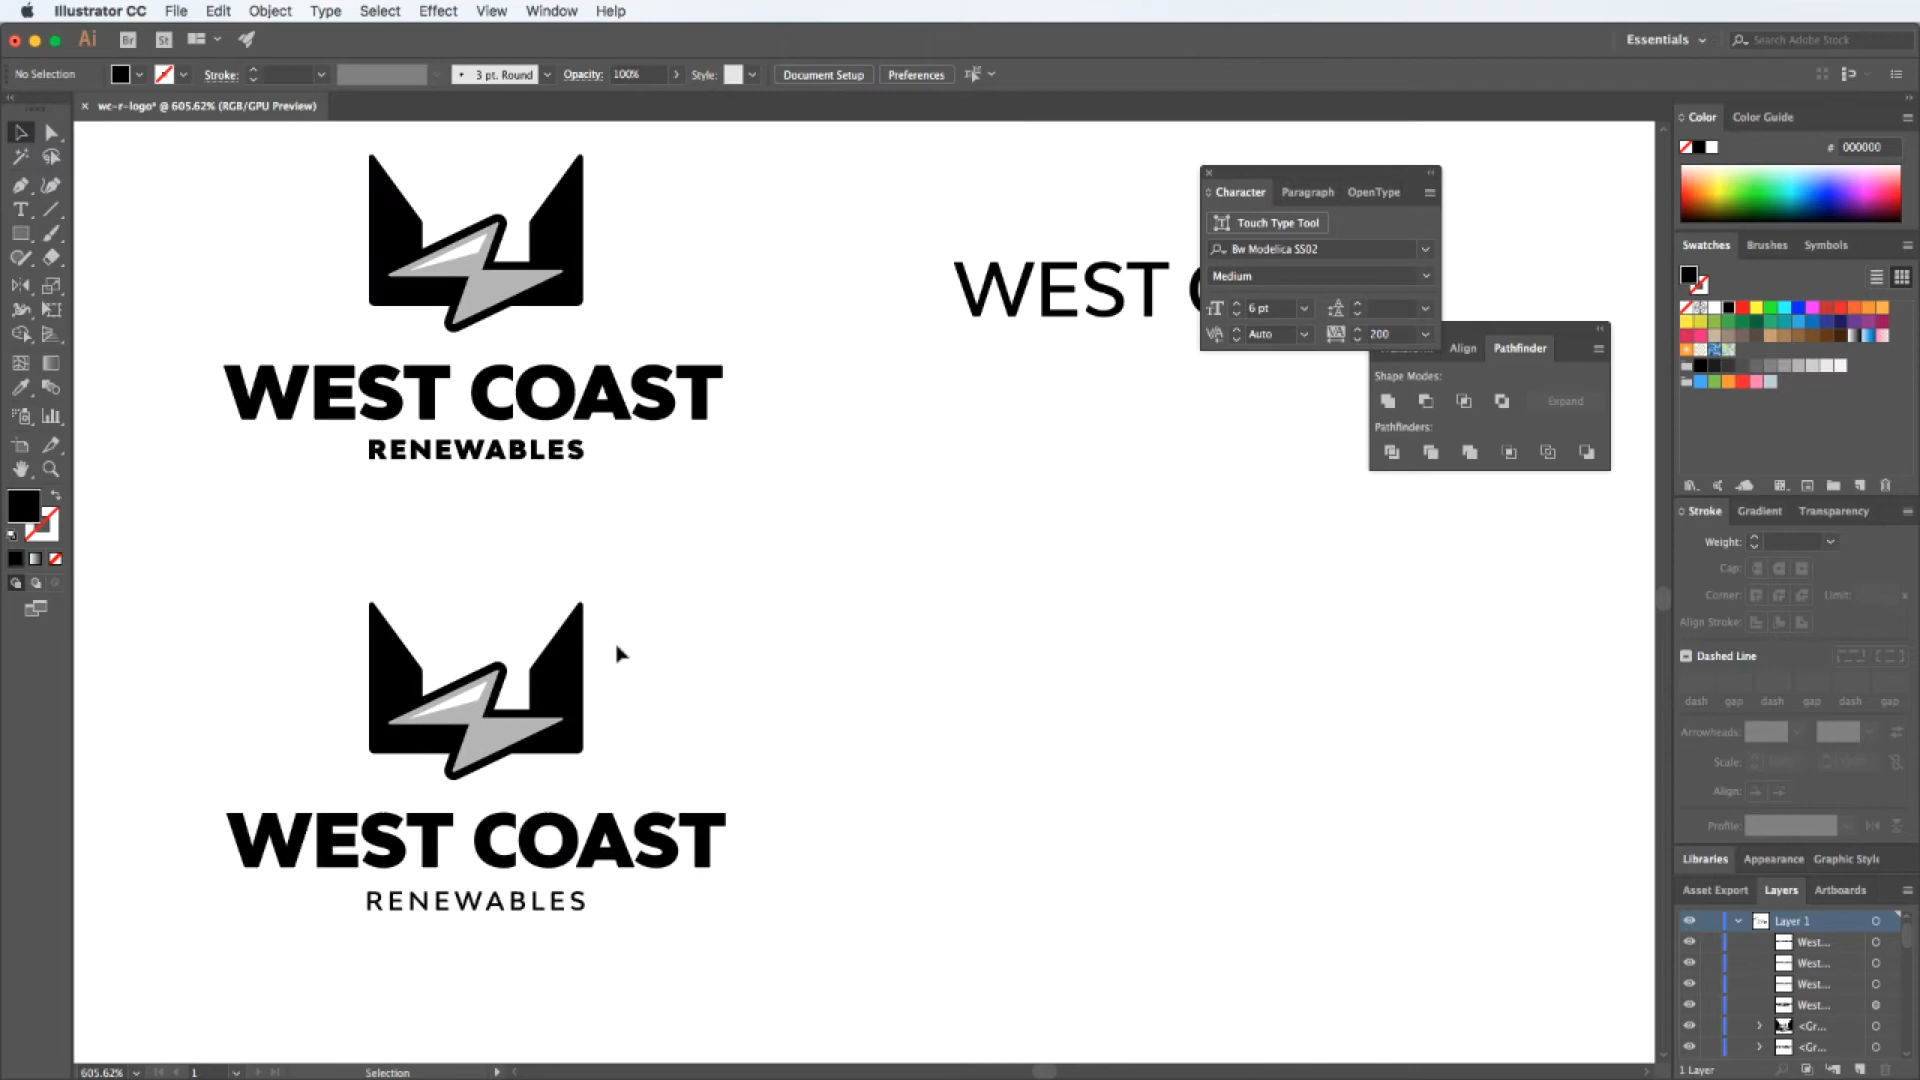 Illustrator CC File Edit Object Type Select Effect View Window Help
Ai Br St Essentials Search Adobe Stock
No Selection Stroke: 3 pt. Round Opacity: 100% Style: Document Setup Preferences
× wc-r-logo* @ 605.62% (RGB/GPU Preview)
WEST COAST
RENEWABLES
WEST COAST
RENEWABLES
WEST
Character Paragraph OpenType
Touch Type Tool
Bw Modelica SS02
Medium
6 pt
Auto 200
Align Pathfinder
Shape Modes:
Expand
Pathfinders:
Color Color Guide
# 000000
Swatches Brushes Symbols
Stroke Gradient Transparency
Weight:
Cap:
Corner: Limit:
Align Stroke:
Dashed Line
dash gap dash gap dash gap
Arrowheads:
Scale:
Align:
Profile:
Libraries Appearance Graphic Style
Asset Export Layers Artboards
Layer 1
West...
West...
West...
West...
<Gr...
<Gr...
1 Layer
605.62% 1 Selection